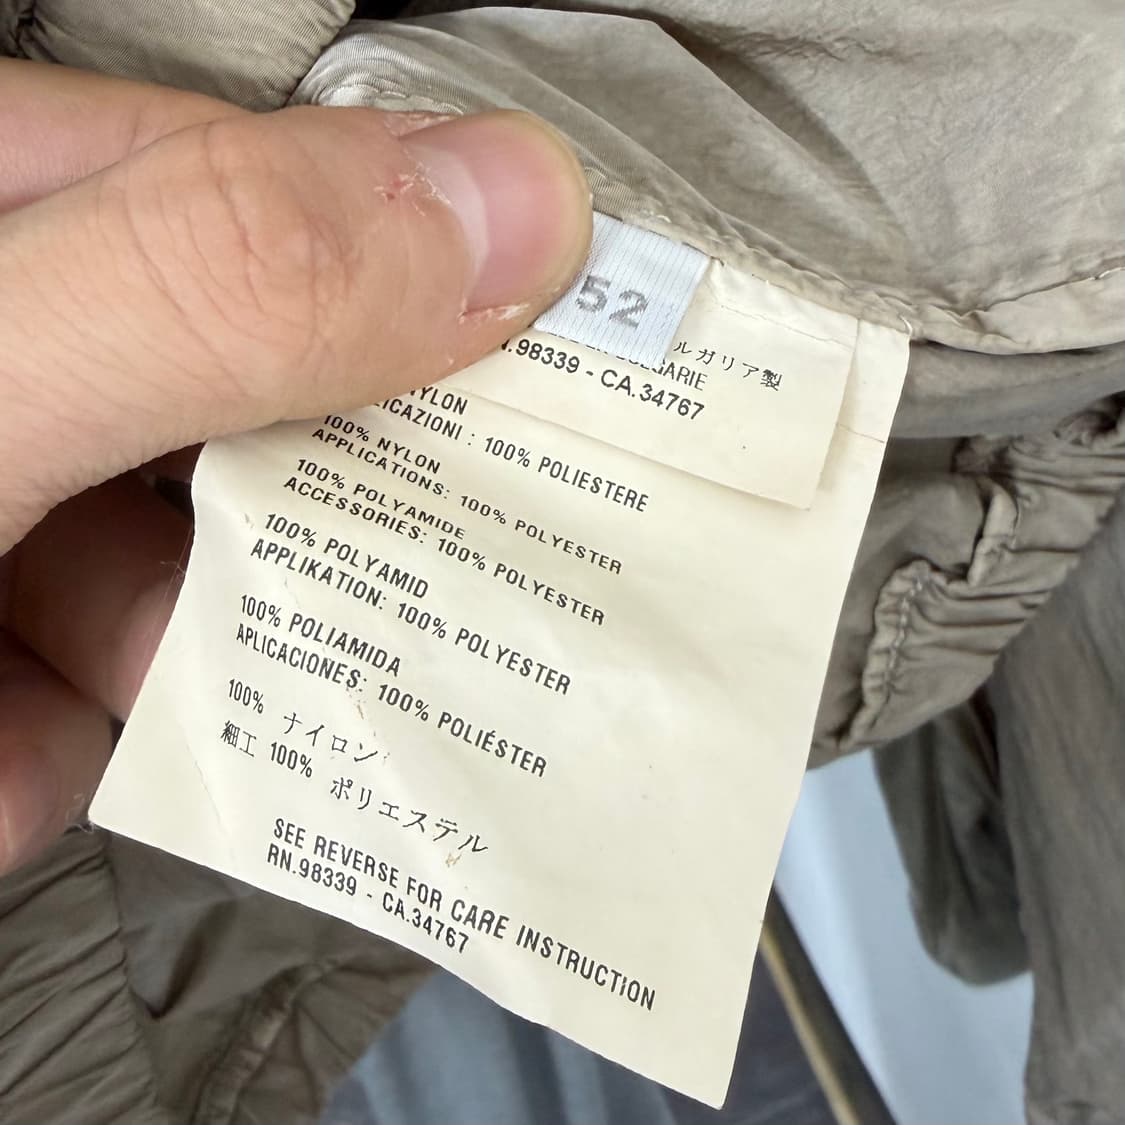 52
ルガリア製
.98339 - CA.34767
YLON
ICAZIONI : 100% POLIESTERE
100% NYLON
APPLICATIONS: 100% POLYESTER
100% POLYAMIDE
ACCESSORIES: 100% POLYESTER
100% POLYAMID
APPLIKATION: 100% POLYESTER
100% POLIAMIDA
APLICACIONES: 100% POLIÉSTER
100% ナイロン
細工 100% ポリエステル
SEE REVERSE FOR CARE INSTRUCTION
RN.98339 - CA.34767